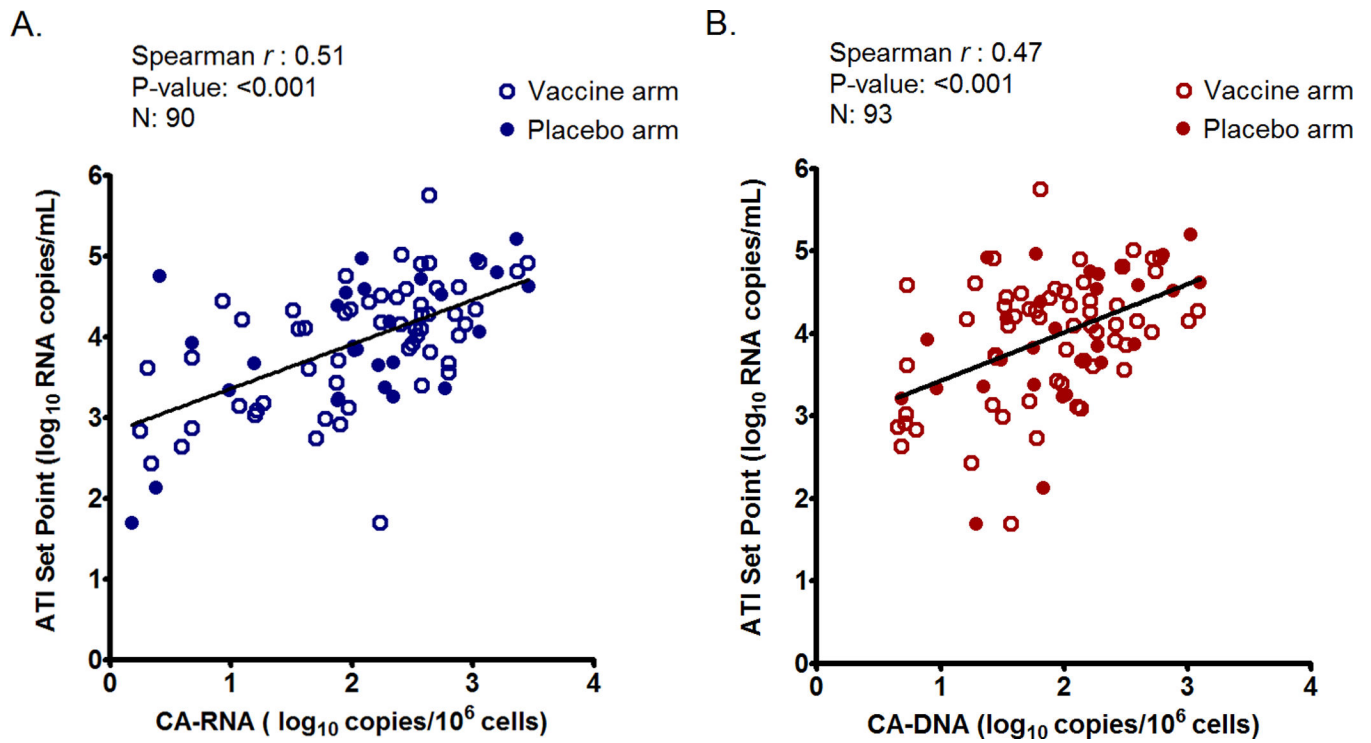 A.
Spearman r : 0.51
P-value: <0.001
N: 90
Vaccine arm
Placebo arm
ATI Set Point (log10 RNA copies/mL)
6
5
4
3
2
1
0
0 1 2 3 4
CA-RNA ( log10 copies/10^6 cells)
B.
Spearman r : 0.47
P-value: <0.001
N: 93
Vaccine arm
Placebo arm
ATI Set Point (log10 RNA copies/mL)
6
5
4
3
2
1
0
0 1 2 3 4
CA-DNA (log10 copies/10^6 cells)